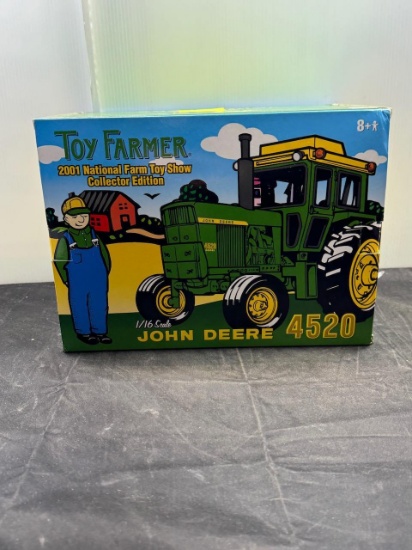 TOY FARMER
8+
2001 National Farm Toy Show
Collector Edition
JOHN DEERE
1/16 Scale
JOHN DEERE 4520